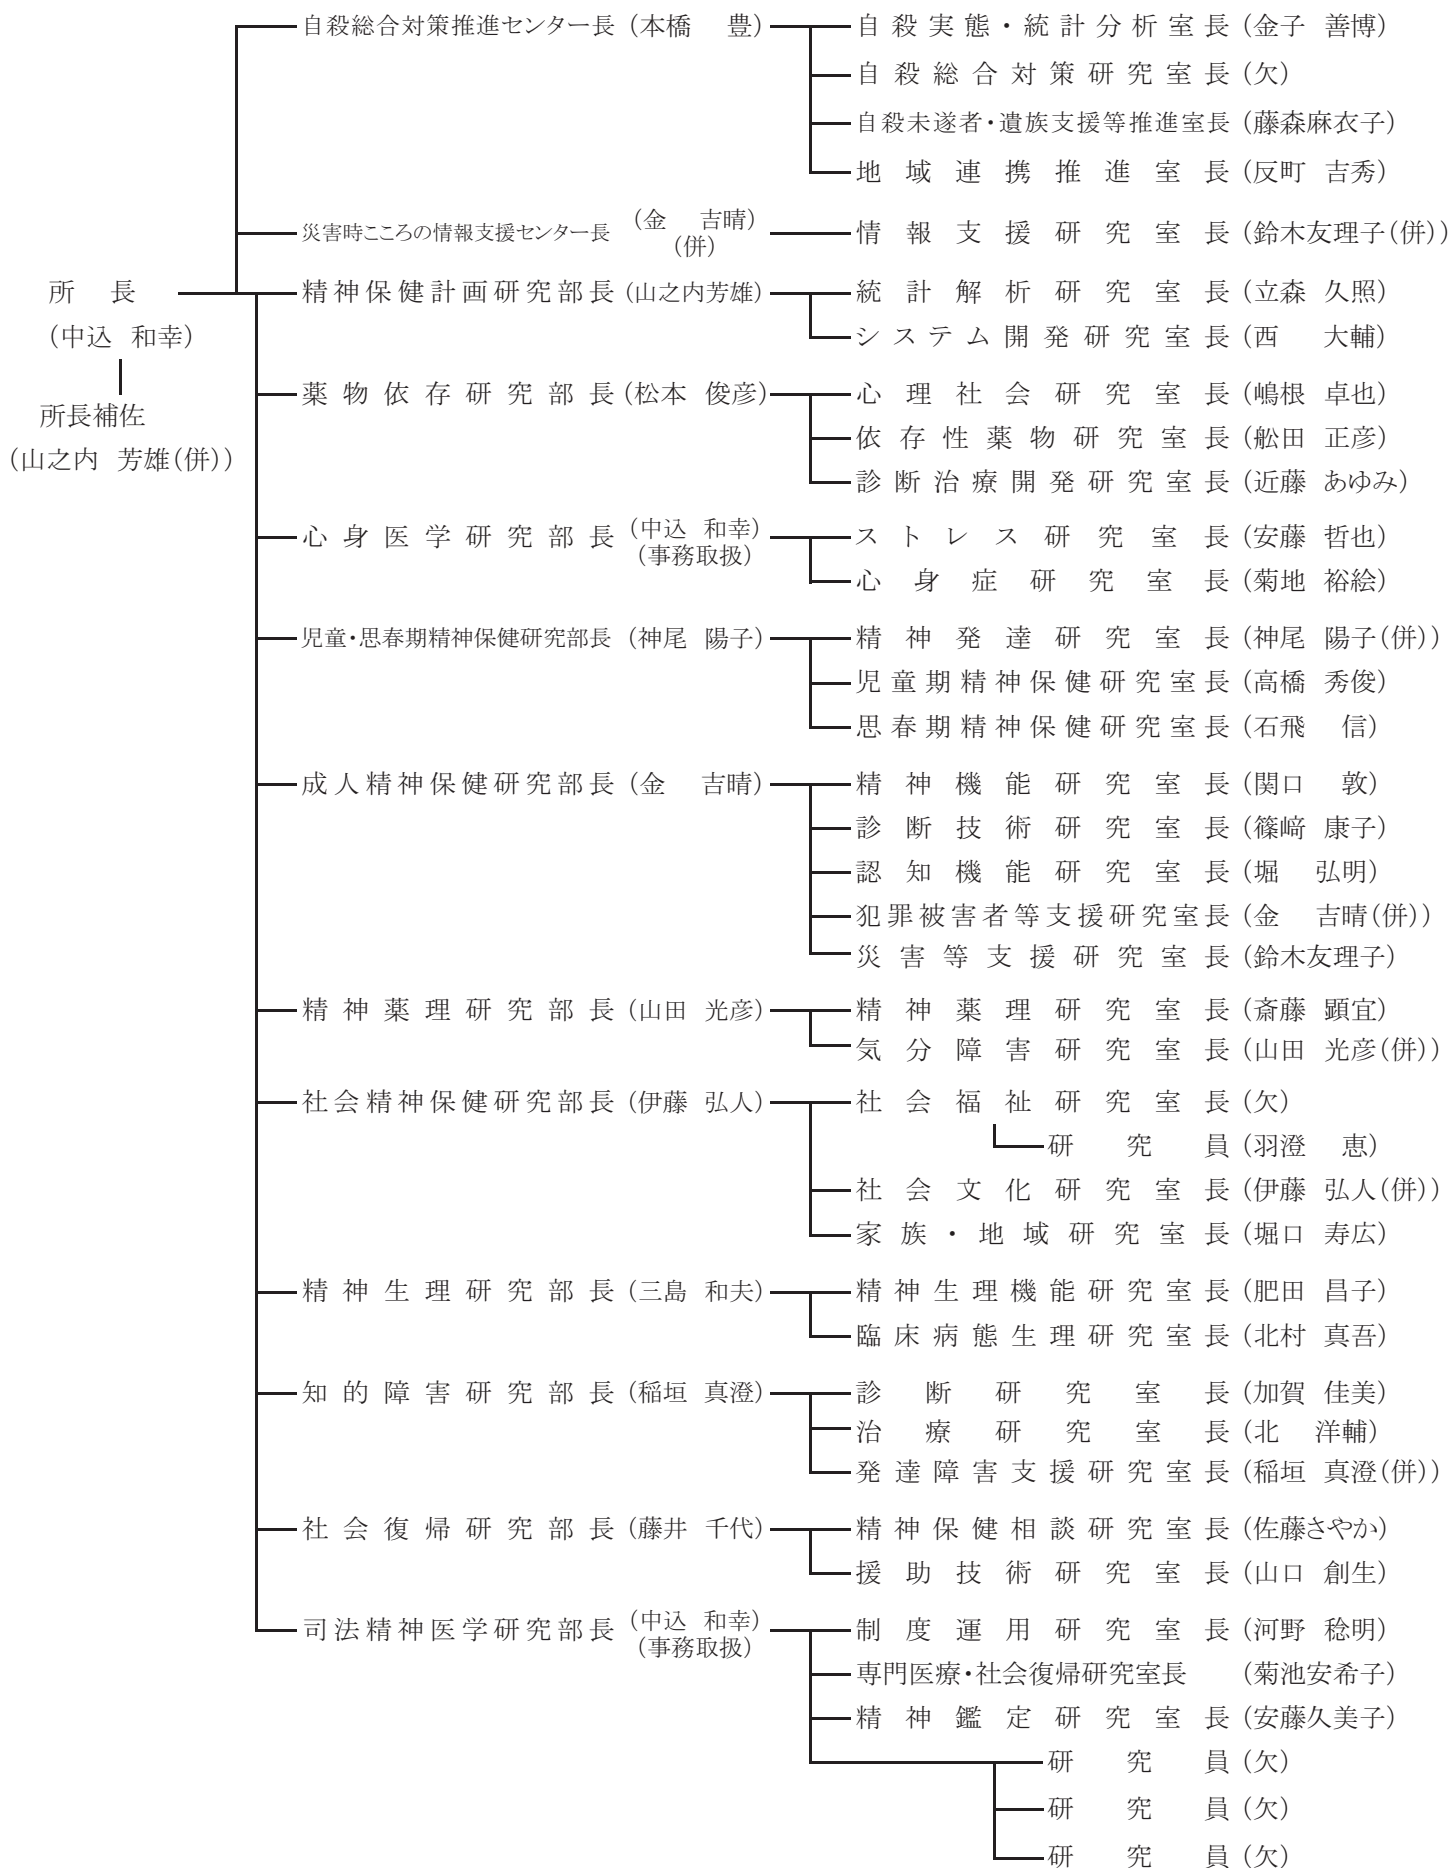 自殺総合対策推進センター長 (本橋　豊) 自殺実態・統計分析室長 (金子 善博)
自殺総合対策研究室長 (欠)
自殺未遂者・遺族支援等推進室長 (藤森麻衣子)
地域連携推進室長 (反町 吉秀)
災害時こころの情報支援センター長 (金　吉晴) (併) 情報支援研究室長 (鈴木友理子(併))
所長 精神保健計画研究部長 (山之内芳雄) 統計解析研究室長 (立森 久照)
(中込 和幸) システム開発研究室長 (西　大輔)
所長補佐 薬物依存研究部長 (松本 俊彦) 心理社会研究室長 (嶋根 卓也)
(山之内 芳雄(併)) 依存性薬物研究室長 (舩田 正彦)
診断治療開発研究室長 (近藤 あゆみ)
心身医学研究部長 (中込 和幸) (事務取扱) ストレス研究室長 (安藤 哲也)
心身症研究室長 (菊地 裕絵)
児童・思春期精神保健研究部長 (神尾 陽子) 精神発達研究室長 (神尾 陽子(併))
児童期精神保健研究室長 (高橋 秀俊)
思春期精神保健研究室長 (石飛　信)
成人精神保健研究部長 (金　吉晴) 精神機能研究室長 (関口　敦)
診断技術研究室長 (篠﨑 康子)
認知機能研究室長 (堀　弘明)
犯罪被害者等支援研究室長 (金　吉晴(併))
災害等支援研究室長 (鈴木友理子)
精神薬理研究部長 (山田 光彦) 精神薬理研究室長 (斎藤 顕宜)
気分障害研究室長 (山田 光彦(併))
社会精神保健研究部長 (伊藤 弘人) 社会福祉研究室長 (欠)
研究員 (羽澄　恵)
社会文化研究室長 (伊藤 弘人(併))
家族・地域研究室長 (堀口 寿広)
精神生理研究部長 (三島 和夫) 精神生理機能研究室長 (肥田 昌子)
臨床病態生理研究室長 (北村 真吾)
知的障害研究部長 (稲垣 真澄) 診断研究室長 (加賀 佳美)
治療研究室長 (北　洋輔)
発達障害支援研究室長 (稲垣 真澄(併))
社会復帰研究部長 (藤井 千代) 精神保健相談研究室長 (佐藤さやか)
援助技術研究室長 (山口 創生)
司法精神医学研究部長 (中込 和幸) (事務取扱) 制度運用研究室長 (河野 稔明)
専門医療・社会復帰研究室長 (菊池安希子)
精神鑑定研究室長 (安藤久美子)
研究員 (欠)
研究員 (欠)
研究員 (欠)